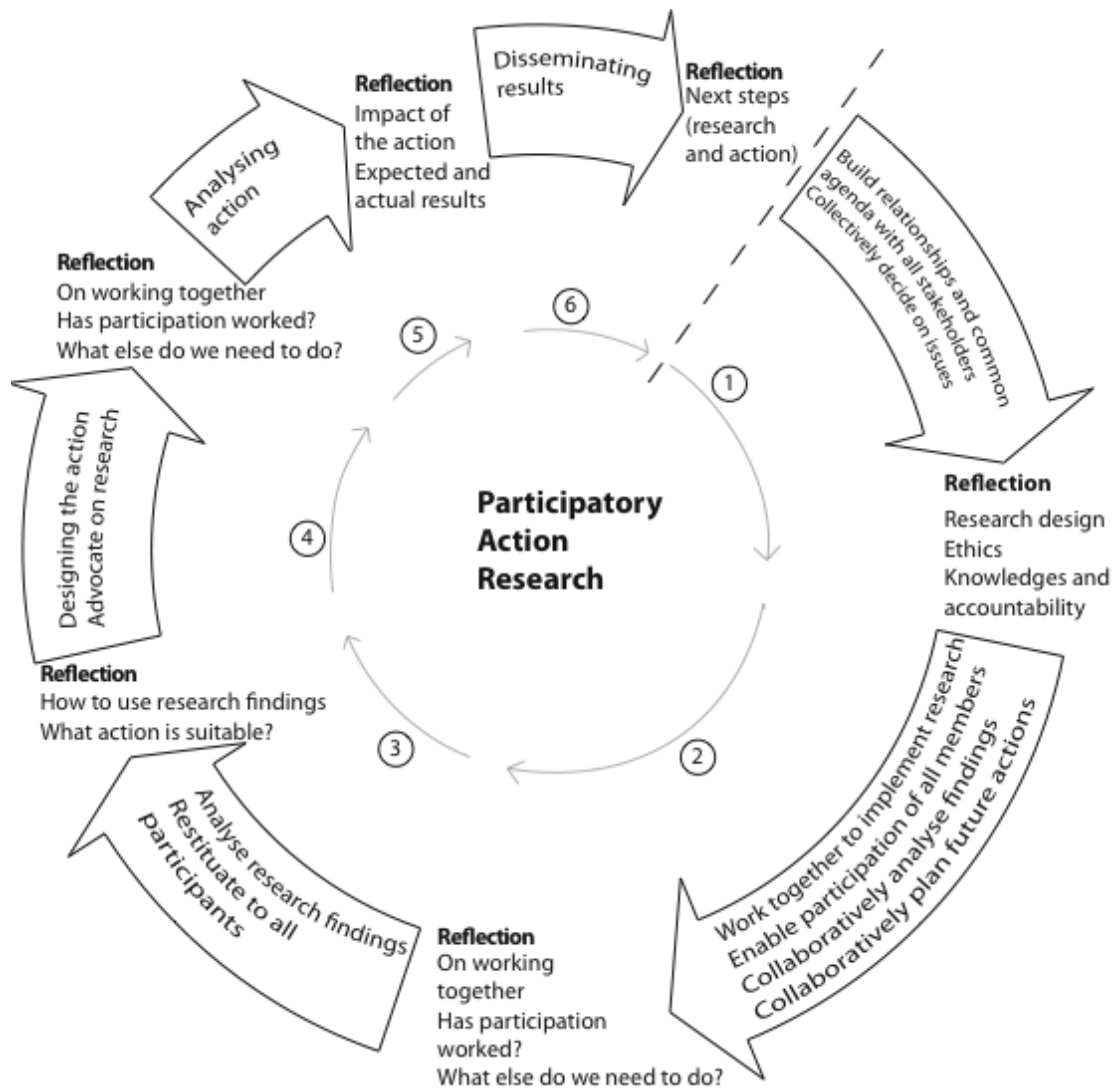 Participatory
Action
Research
1
Build relationships and common
agenda with all stakeholders
Collectively decide on issues
Reflection
Research design
Ethics
Knowledges and
accountability
2
Work together to implement research
Enable participation of all members
Collaboratively analyse findings
Collaboratively plan future actions
Reflection
On working
together
Has participation
worked?
What else do we need to do?
3
Analyse research findings
Restituate to all
participants
Reflection
How to use research findings
What action is suitable?
4
Designing the action
Advocate on research
Reflection
On working together
Has participation worked?
What else do we need to do?
5
Analysing
action
Reflection
Impact of
the action
Expected and
actual results
6
Disseminating
results
Reflection
Next steps
(research
and action)